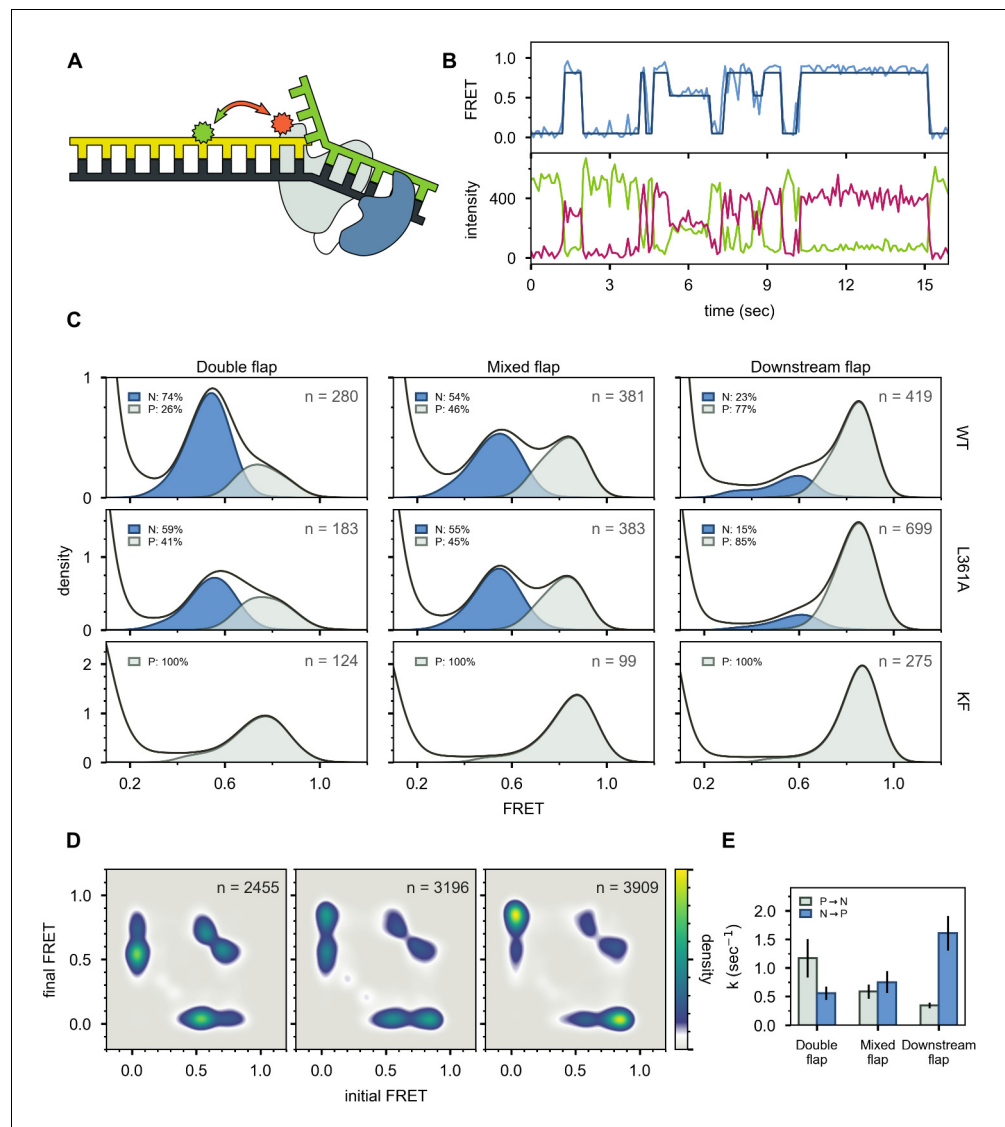 A
B
1.0
0.5
0.0
FRET
400
0
intensity
0
3
6
9
12
15
time (sec)
C
Double flap
Mixed flap
Downstream flap
1
0
N: 74%
P: 26%
n = 280
N: 54%
P: 46%
n = 381
N: 23%
P: 77%
n = 419
WT
1
0
density
N: 59%
P: 41%
n = 183
N: 55%
P: 45%
n = 383
N: 15%
P: 85%
n = 699
L361A
2
1
0
P: 100%
n = 124
P: 100%
n = 99
P: 100%
n = 275
KF
0.2
0.6
1.0
0.2
0.6
1.0
0.2
0.6
1.0
FRET
D
1.0
0.5
0.0
final FRET
n = 2455
n = 3196
n = 3909
density
0.0
0.5
1.0
0.0
0.5
1.0
0.0
0.5
1.0
initial FRET
E
2.0
1.5
1.0
0.5
0.0
k (sec⁻¹)
P→N
N→P
Double flap
Mixed flap
Downstream flap